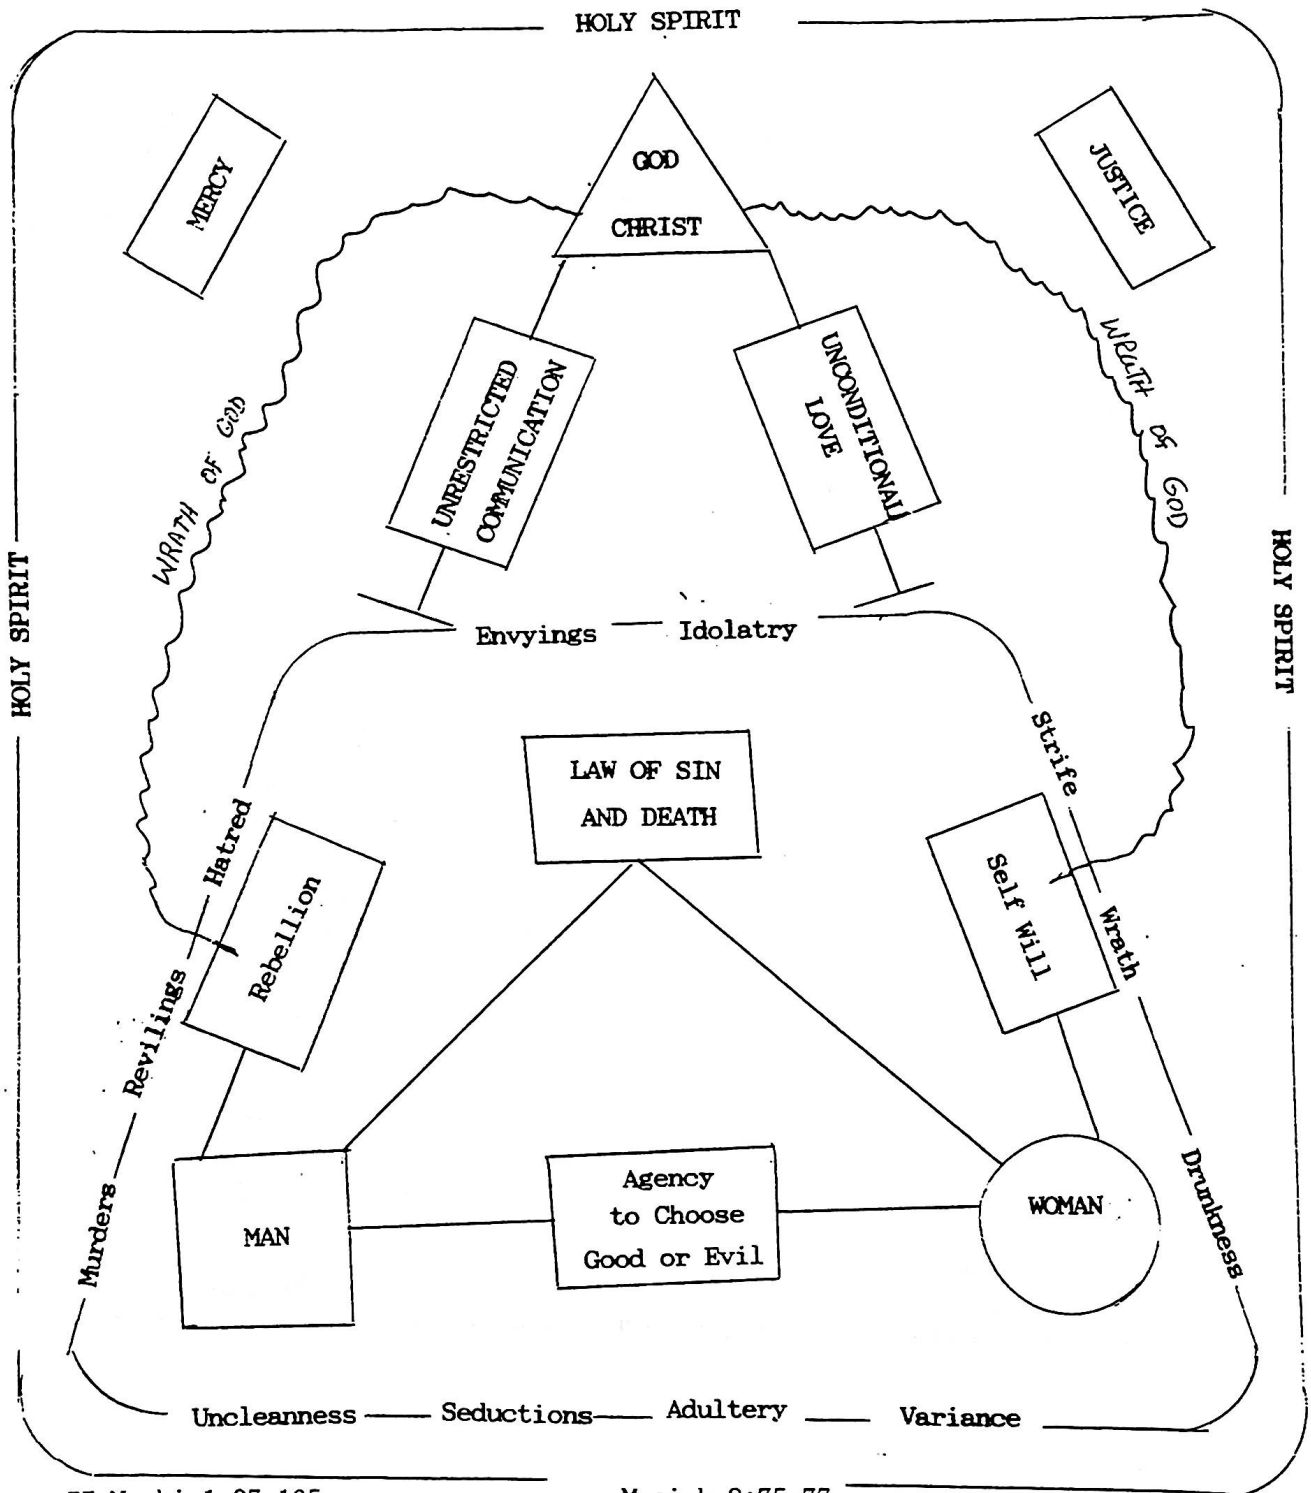 HOLY SPIRIT
MERCY
GOD
CHRIST
JUSTICE
UNRESTRICTED
COMMUNICATION
UNCONDITIONAL
LOVE
WRATH OF GOD
WRATH OF GOD
HOLY SPIRIT
HOLY SPIRIT
Envyings
Idolatry
Strife
Hatred
LAW OF SIN
AND DEATH
Rebellion
Self Will
Wrath
Revilings
Murders
MAN
Agency
to Choose
Good or Evil
WOMAN
Drunkness
Uncleanness
Seductions
Adultery
Variance